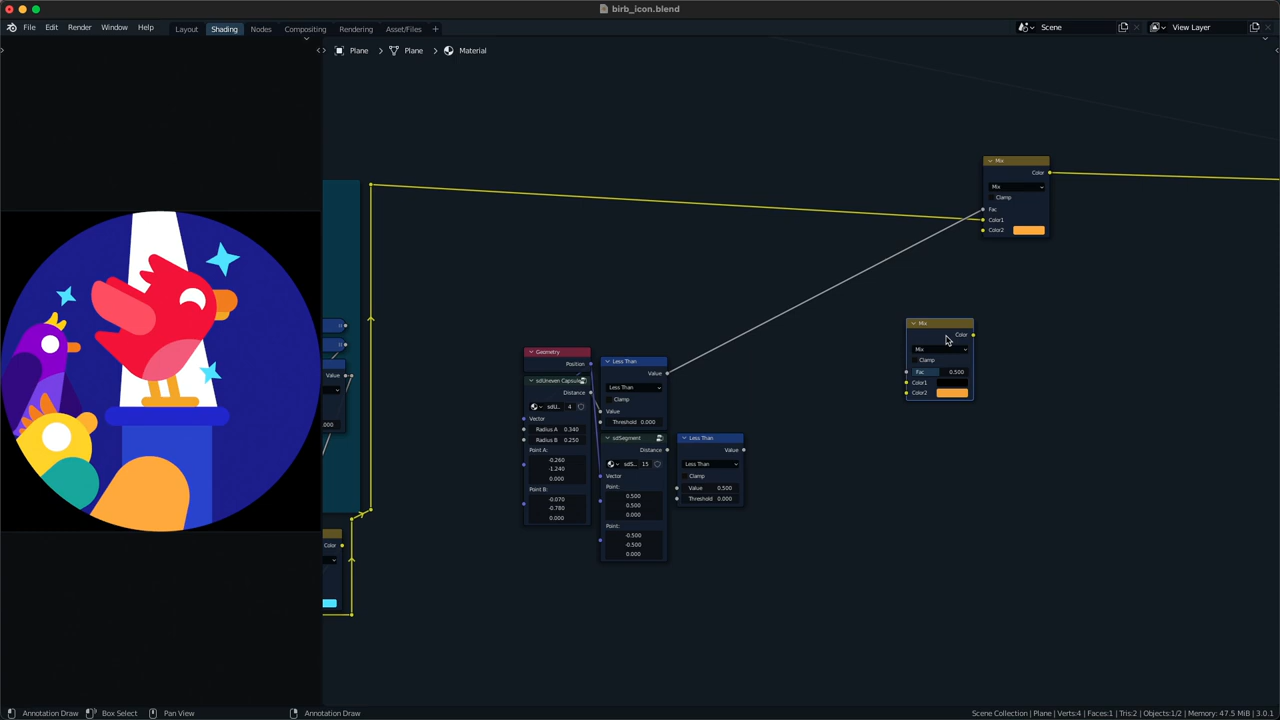 birb_icon.blend
File Edit Render Window Help Layout Shading Nodes Compositing Rendering Asset/Files + Scene View Layer
Plane > Plane > Material
Mix
Color
Mix
Clamp
Fac
Color1
Color2
Mix
Color
Mix
Clamp
Fac 0.500
Color1
Color2
Geometry
Position
sdUneven Capsule
Distance
sdU... 4
Vector
Radius A 0.340
Radius B 0.250
Point A:
-0.260
-1.240
0.000
Point B:
-0.070
-0.780
0.000
Less Than
Value
Less Than
Clamp
Value
Threshold 0.000
sdSegment
Distance
sdS... 15
Vector
Point:
0.500
0.500
0.000
Point:
-0.500
-0.500
0.000
Less Than
Value
Less Than
Clamp
Value 0.500
Threshold 0.000
Value
Color
Annotation Draw Box Select Pan View Annotation Draw Scene Collection | Plane | Verts:4 | Faces:1 | Tris:2 | Objects:1/2 | Memory: 47.5 MiB | 3.0.1